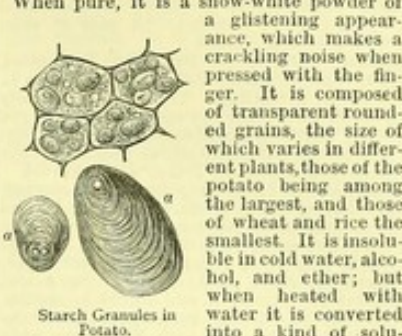 When pure, it is a snow-white powder of
a glistening appear-
ance, which makes a
crackling noise when
pressed with the fin-
ger. It is composed
of transparent round-
ed grains, the size of
which varies in differ-
ent plants, those of the
potato being among
the largest, and those
of wheat and rice the
smallest. It is insolu-
ble in cold water, alco-
hol, and ether; but
when heated with
water it is converted
into a kind of solu
a
a
Starch Granules in
Potato.